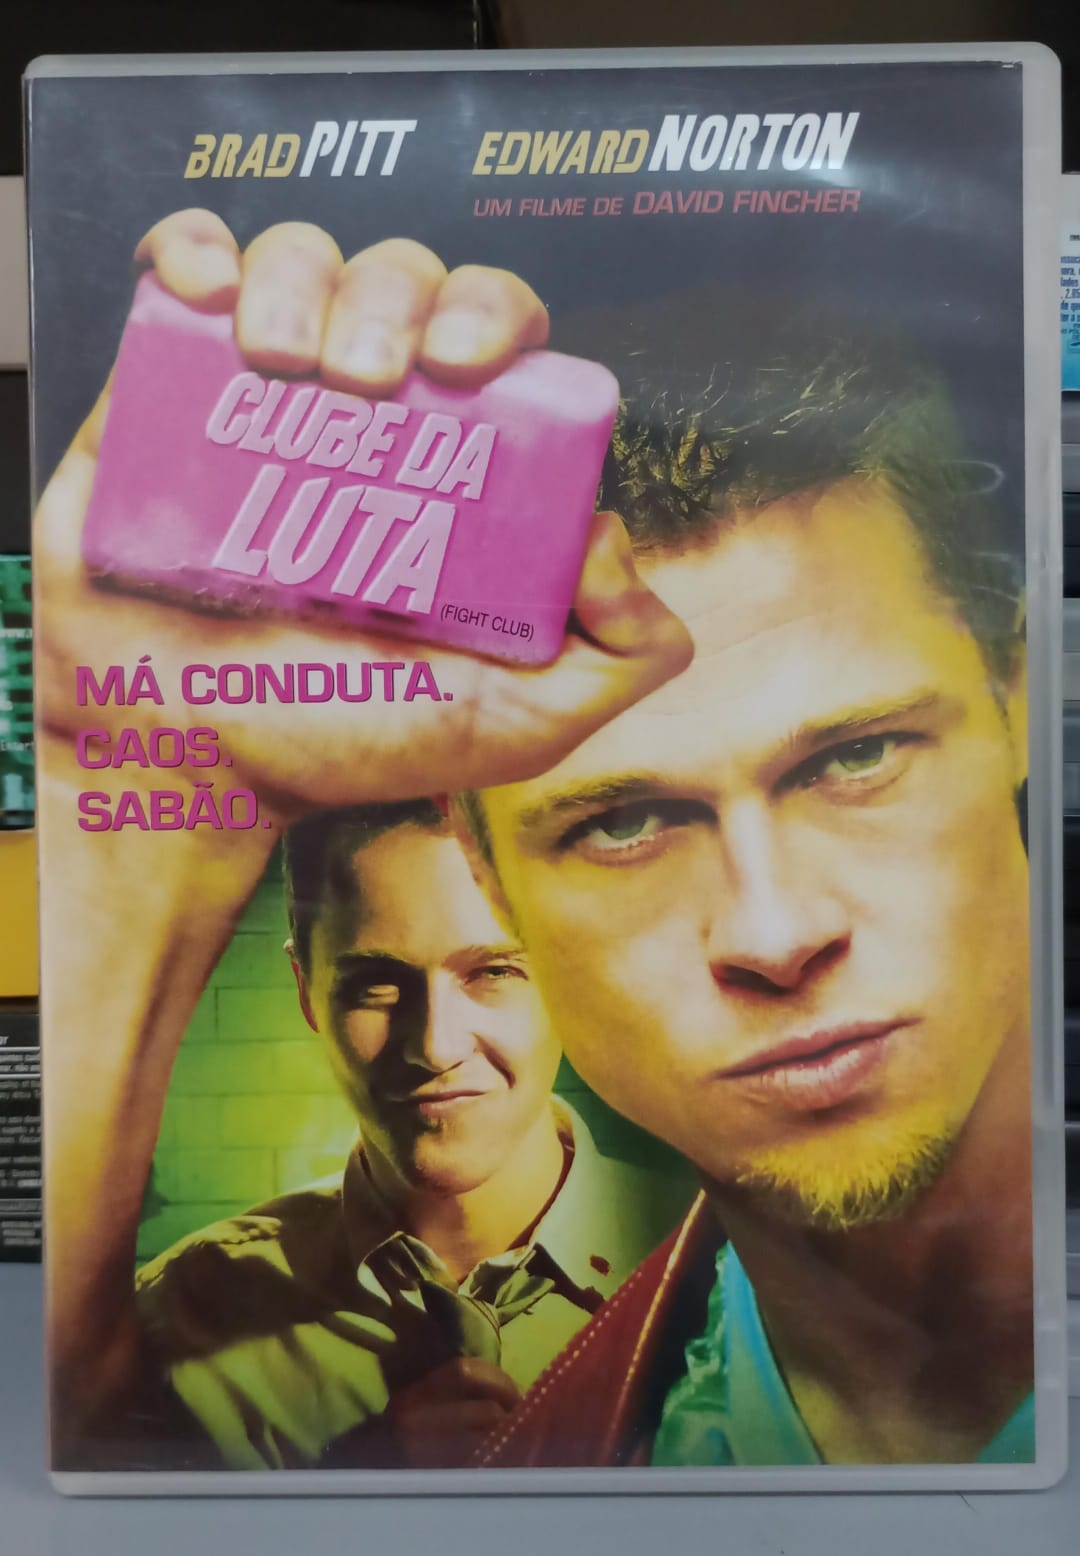 BRAD PITT EDWARD NORTON
UM FILME DE DAVID FINCHER
CLUBE DA
LUTA
(FIGHT CLUB)
MÁ CONDUTA.
CAOS.
SABÃO.